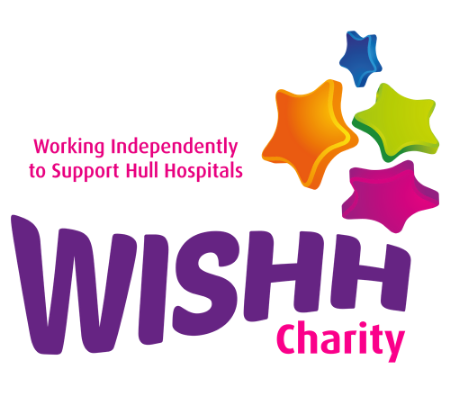 Working Independently
to Support Hull Hospitals
WISHH
Charity